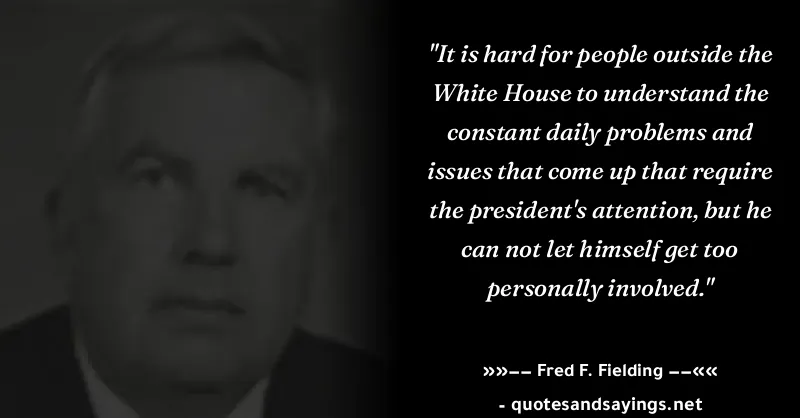 "It is hard for people outside the
White House to understand the
constant daily problems and
issues that come up that require
the president's attention, but he
can not let himself get too
personally involved."
»»−− Fred F. Fielding −−««
- quotesandsayings.net